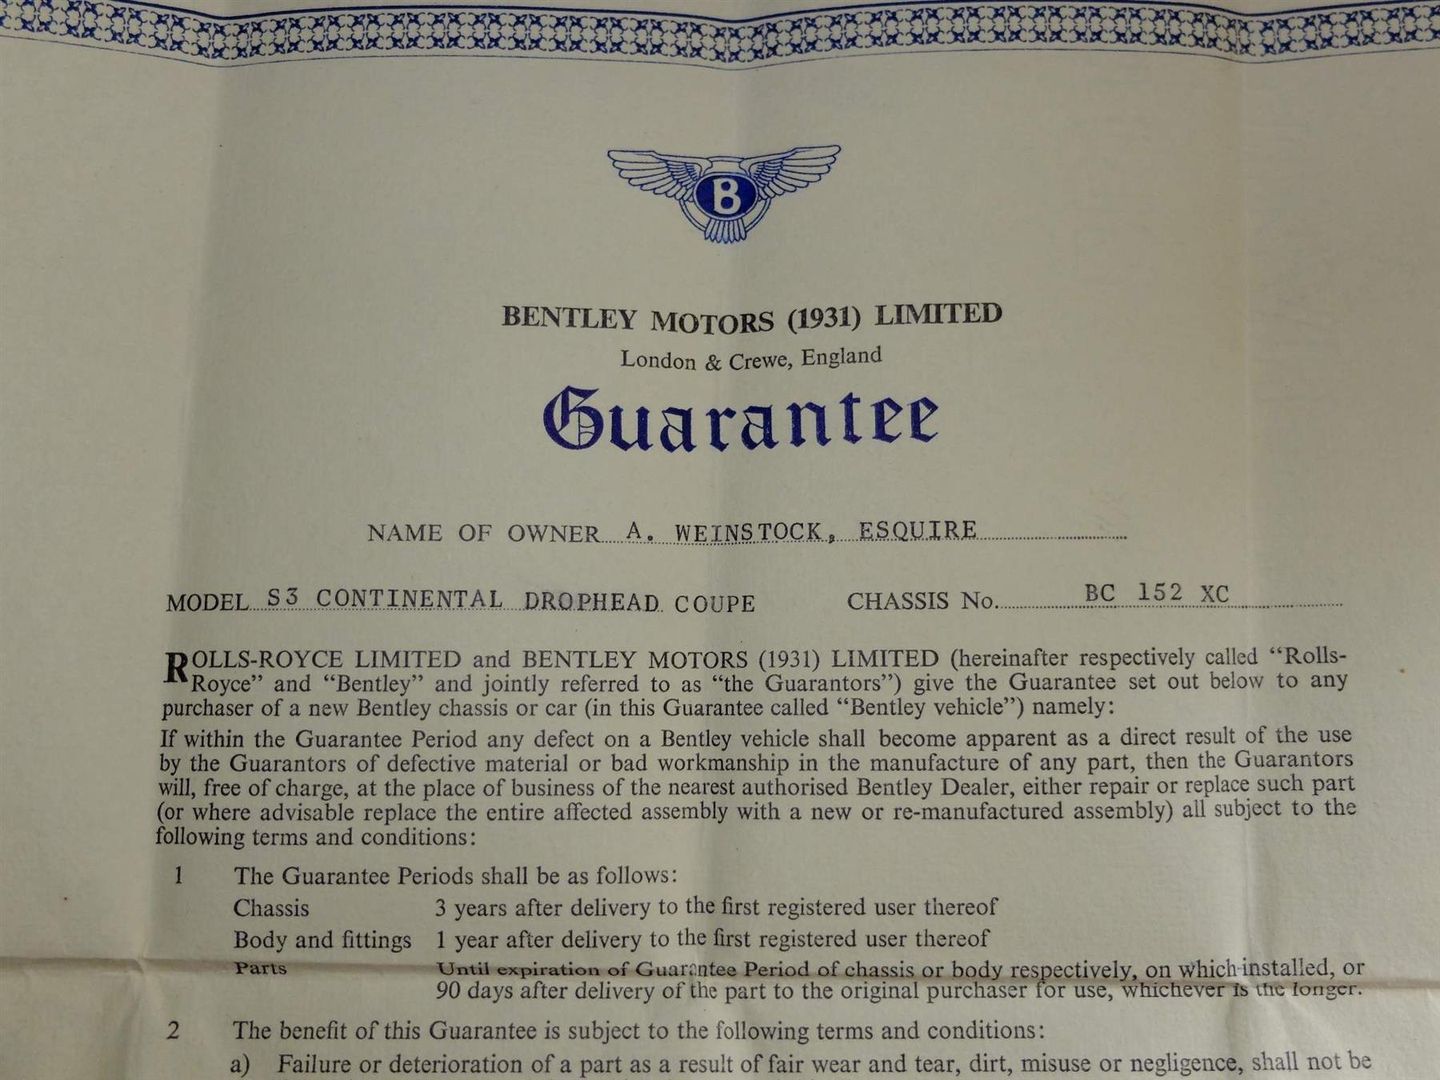 B
BENTLEY MOTORS (1931) LIMITED
London & Crewe, England
Guarantee
NAME OF OWNER A. WEINSTOCK, ESQUIRE
MODEL S3 CONTINENTAL DROPHEAD COUPE CHASSIS No. BC 152 XC
ROLLS-ROYCE LIMITED and BENTLEY MOTORS (1931) LIMITED (hereinafter respectively called “Rolls-
Royce” and “Bentley” and jointly referred to as “the Guarantors”) give the Guarantee set out below to any
purchaser of a new Bentley chassis or car (in this Guarantee called “Bentley vehicle”) namely:
If within the Guarantee Period any defect on a Bentley vehicle shall become apparent as a direct result of the use
by the Guarantors of defective material or bad workmanship in the manufacture of any part, then the Guarantors
will, free of charge, at the place of business of the nearest authorised Bentley Dealer, either repair or replace such part
(or where advisable replace the entire affected assembly with a new or re-manufactured assembly) all subject to the
following terms and conditions:
1 The Guarantee Periods shall be as follows:
Chassis 3 years after delivery to the first registered user thereof
Body and fittings 1 year after delivery to the first registered user thereof
Parts Until expiration of Guarantee Period of chassis or body respectively, on which installed, or
90 days after delivery of the part to the original purchaser for use, whichever is the longer.
2 The benefit of this Guarantee is subject to the following terms and conditions:
a) Failure or deterioration of a part as a result of fair wear and tear, dirt, misuse or negligence, shall not be